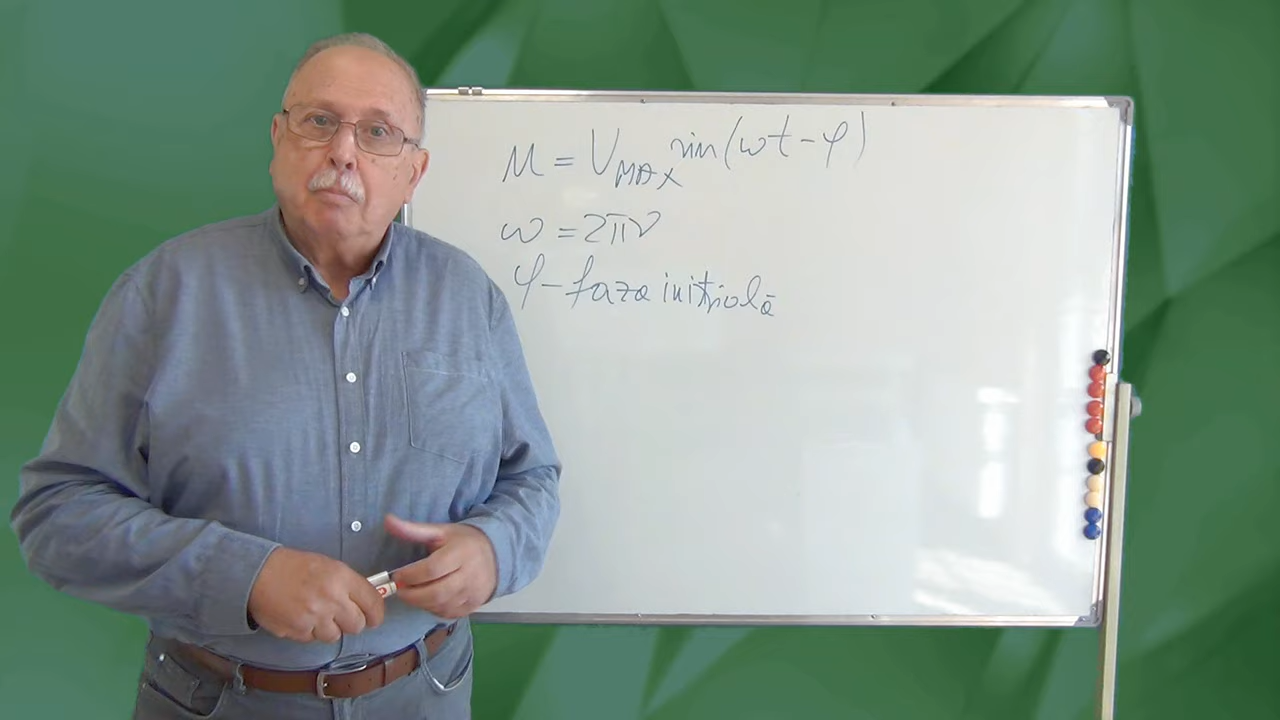 u = U_MAX sin(ωt - φ)
ω = 2πν
φ - faza inițială